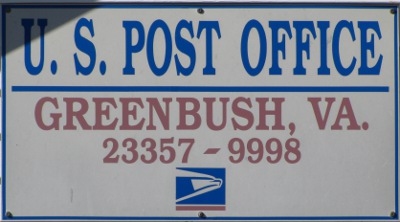 U. S. POST OFFICE
GREENBUSH, VA.
23357 - 9998